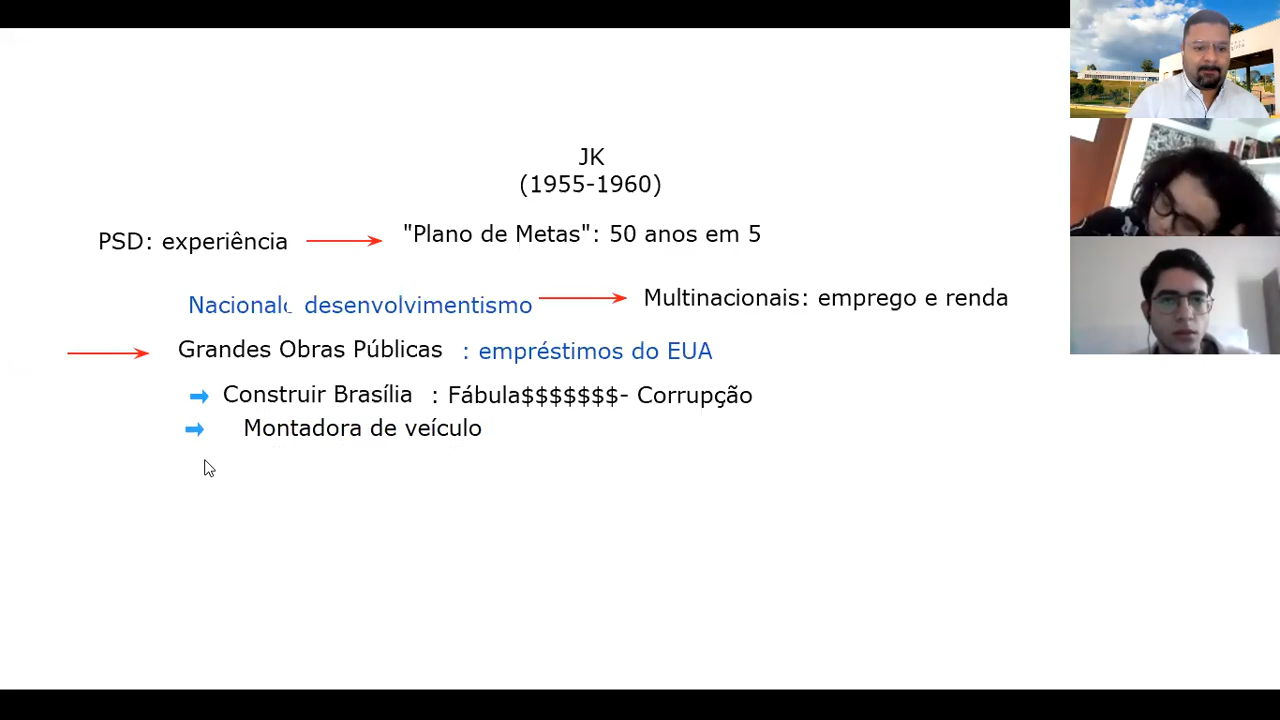 JK
(1955-1960)
PSD: experiência "Plano de Metas": 50 anos em 5
desenvolvimentismo Multinacionais: emprego e renda
Grandes Obras Públicas : empréstimos do EUA
Construir Brasília : Fábula$$$$$$$- Corrupção
Montadora de veículo